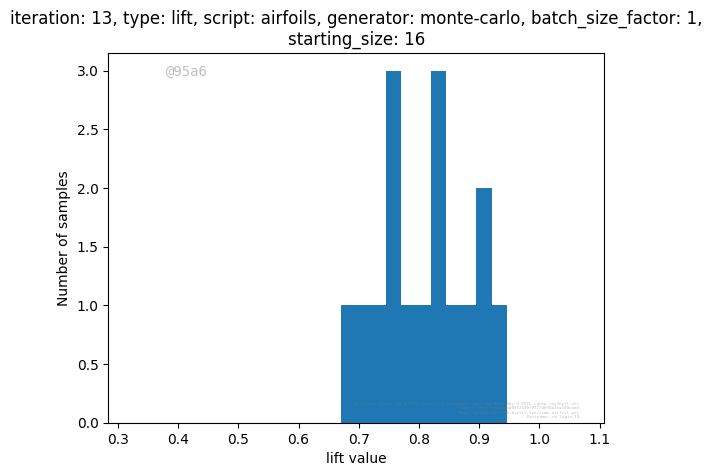 iteration: 13, type: lift, script: airfoils, generator: monte-carlo, batch_size_factor: 1,
starting_size: 16
@95a6
3.0
2.5
2.0
1.5
1.0
0.5
0.0
Number of samples
0.3 0.4 0.5 0.6 0.7 0.8 0.9 1.0 1.1
lift value